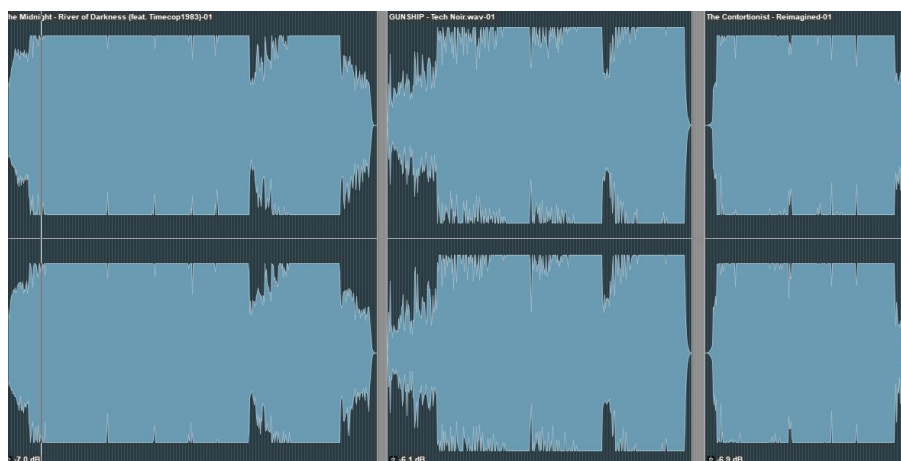 he Midnight - River of Darkness (feat. Timecop1983)-01
GUNSHIP - Tech Noir.wav-01
The Contortionist - Reimagined-01
-7.0 dB
-6.1 dB
-6.9 dB